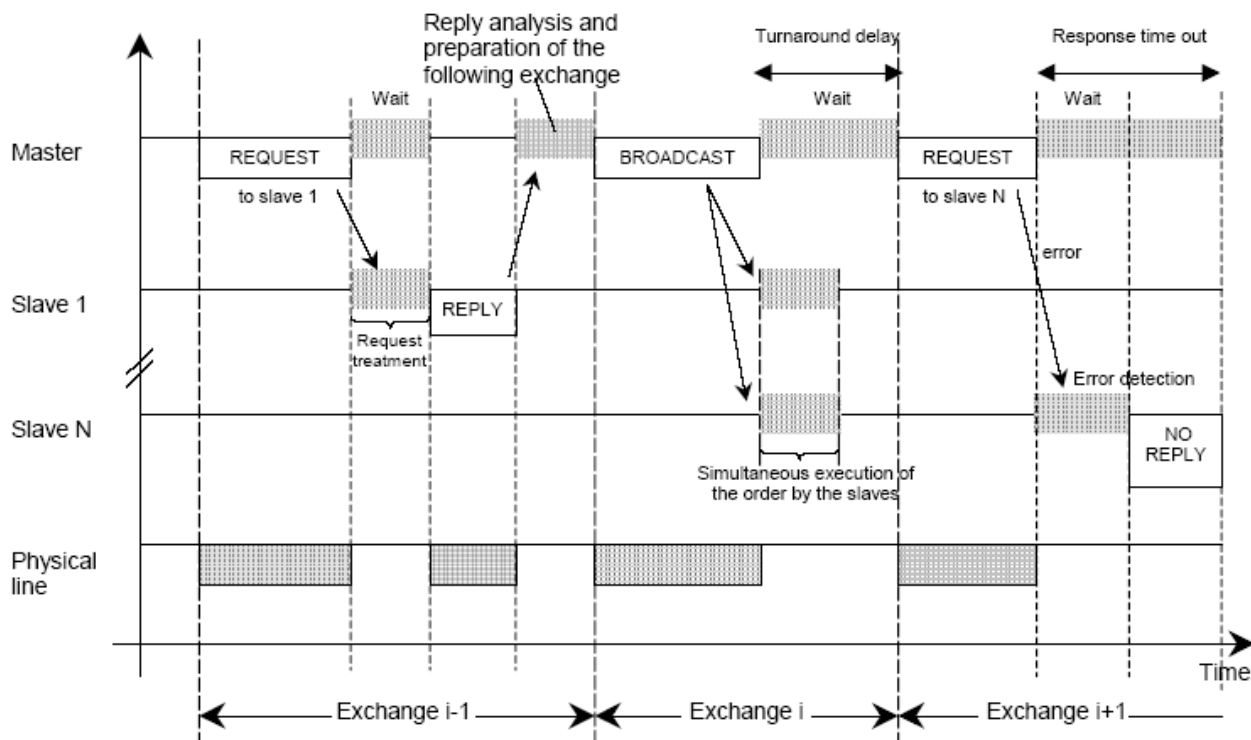 Reply analysis and
preparation of the
following exchange
Turnaround delay
Response time out
Wait
Wait
Wait
Master
REQUEST
BROADCAST
REQUEST
to slave 1
to slave N
error
Slave 1
REPLY
Request
treatment
Error detection
Slave N
NO
REPLY
Simultaneous execution of
the order by the slaves
Physical
line
Time
Exchange i-1
Exchange i
Exchange i+1